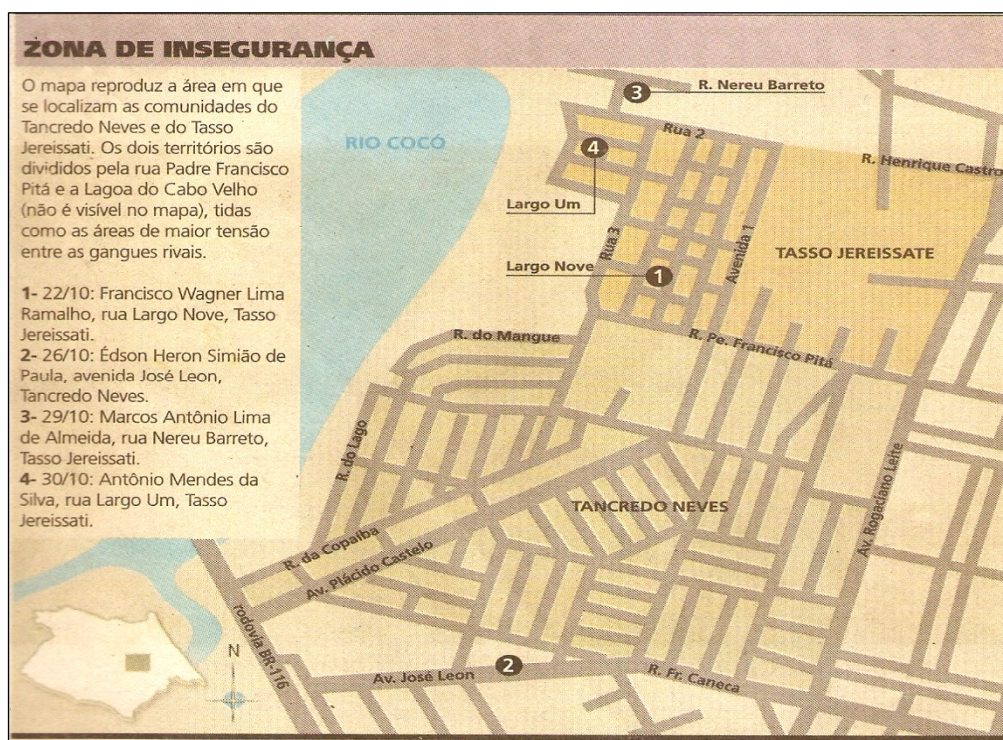 ZONA DE INSEGURANÇA
O mapa reproduz a área em que
se localizam as comunidades do
Tancredo Neves e do Tasso
Jereissati. Os dois territórios são
divididos pela rua Padre Francisco
Pitá e a Lagoa do Cabo Velho
(não é visível no mapa), tidas
como as áreas de maior tensão
entre as gangues rivais.
1- 22/10: Francisco Wagner Lima
Ramalho, rua Largo Nove, Tasso
Jereissati.
2- 26/10: Édson Heron Simião de
Paula, avenida José Leon,
Tancredo Neves.
3- 29/10: Marcos Antônio Lima
de Almeida, rua Nereu Barreto,
Tasso Jereissati.
4- 30/10: Antônio Mendes da
Silva, rua Largo Um, Tasso
Jereissati.
RIO COCÓ
3
R. Nereu Barreto
Rua 2
4
R. Henrique Castro
Largo Um
Rua 3
Avenida 1
TASSO JEREISSATE
Largo Nove
1
R. do Mangue
R. Pe. Francisco Pitá
R. do Lago
Av. Rogaciano Leite
TANCREDO NEVES
R. da Copaíba
Av. Plácido Castelo
rodovia BR-116
N
2
Av. José Leon
R. Fr. Caneca